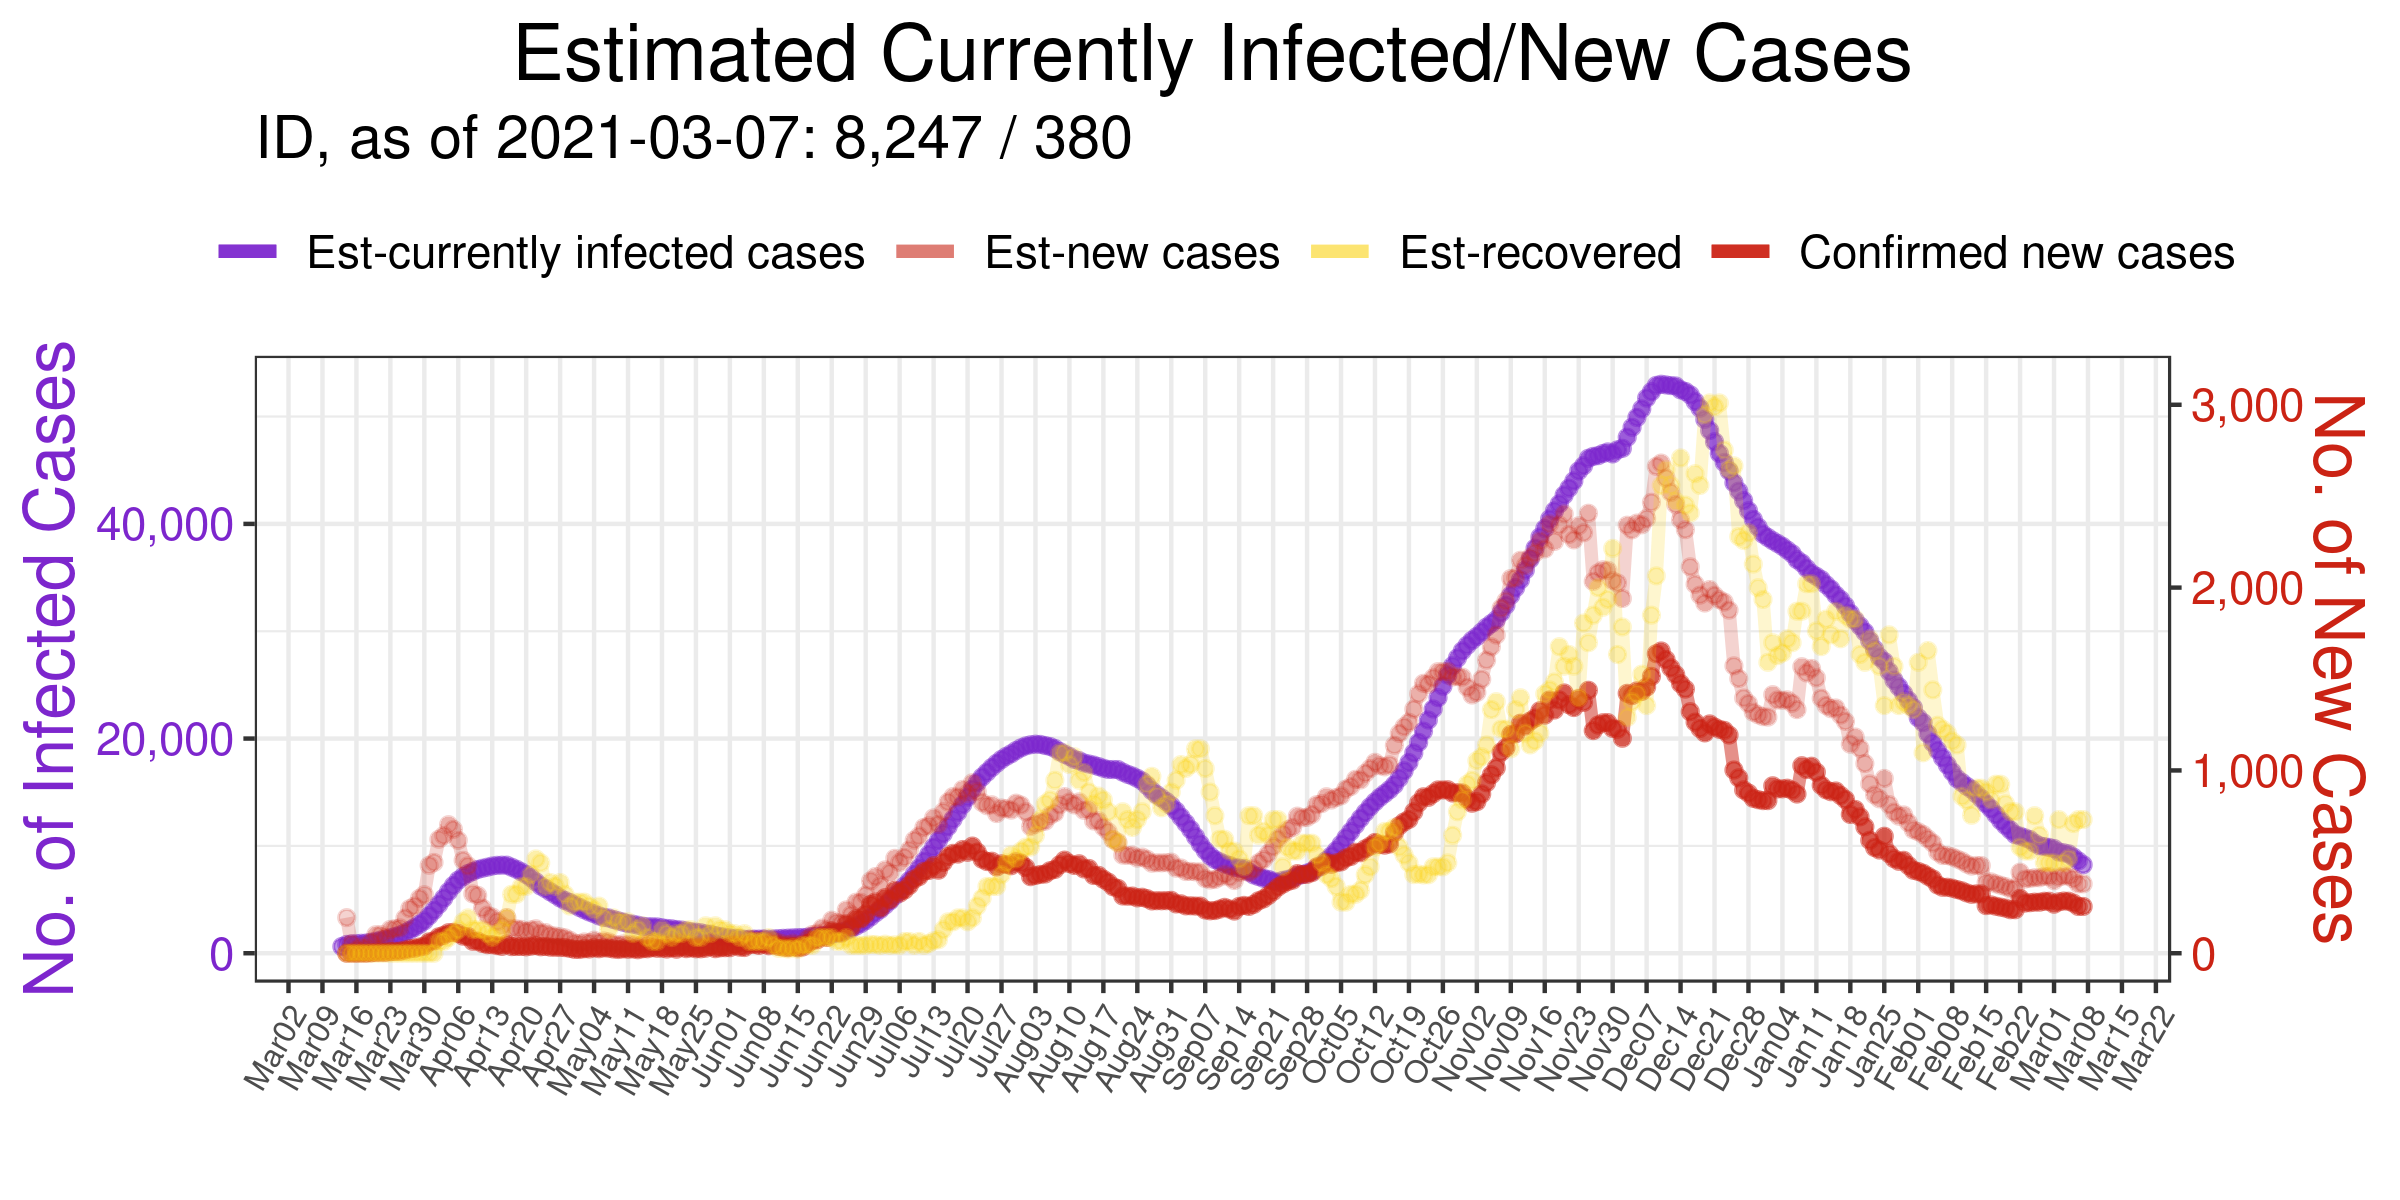 Estimated Currently Infected/New Cases
ID, as of 2021-03-07: 8,247 / 380
Est-currently infected cases
Est-new cases
Est-recovered
Confirmed new cases
No. of Infected Cases
40,000
20,000
0
3,000
2,000
1,000
0
No. of New Cases
Mar02
Mar09
Mar16
Mar23
Mar30
Apr06
Apr13
Apr20
Apr27
May04
May11
May18
May25
Jun01
Jun08
Jun15
Jun22
Jun29
Jul06
Jul13
Jul20
Jul27
Aug03
Aug10
Aug17
Aug24
Aug31
Sep07
Sep14
Sep21
Sep28
Oct05
Oct12
Oct19
Oct26
Nov02
Nov09
Nov16
Nov23
Nov30
Dec07
Dec14
Dec21
Dec28
Jan04
Jan11
Jan18
Jan25
Feb01
Feb08
Feb15
Feb22
Mar01
Mar08
Mar15
Mar22